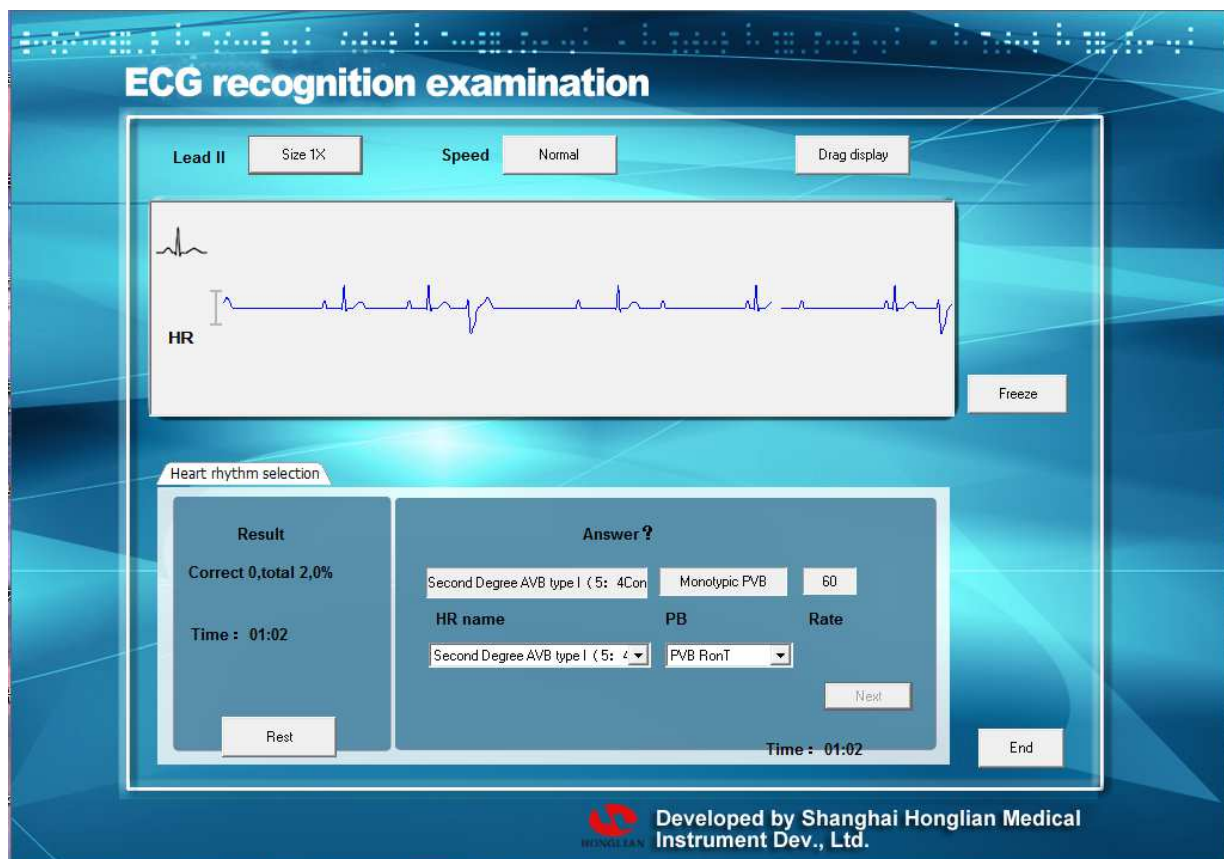 ECG recognition examination
Lead II
Size 1X
Speed
Normal
Drag display
HR
Freeze
Heart rhythm selection
Result
Answer?
Correct 0,total 2,0%
Second Degree AVB type I ( 5: 4Con
Monotypic PVB
60
HR name
PB
Rate
Time: 01:02
Second Degree AVB type I ( 5: 4
PVB RonT
Next
Rest
Time: 01:02
End
HONGLIAN
Developed by Shanghai Honglian Medical
Instrument Dev., Ltd.